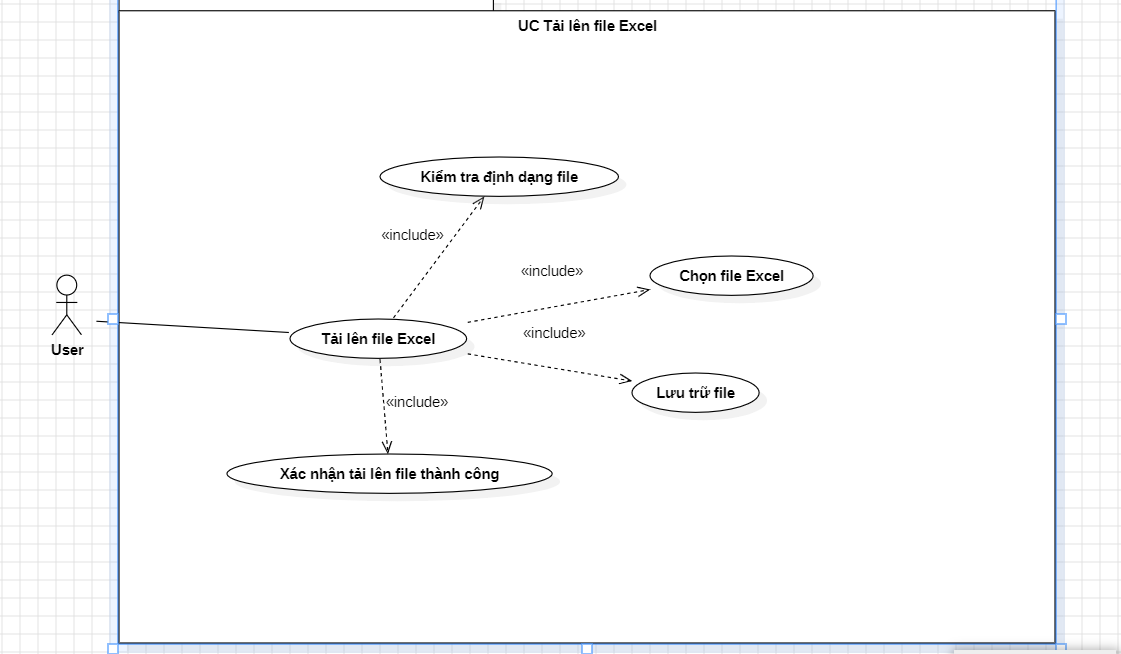 UC Tải lên file Excel
Kiểm tra định dạng file
«include»
«include»
Chọn file Excel
«include»
Tải lên file Excel
User
Lưu trữ file
«include»
Xác nhận tải lên file thành công